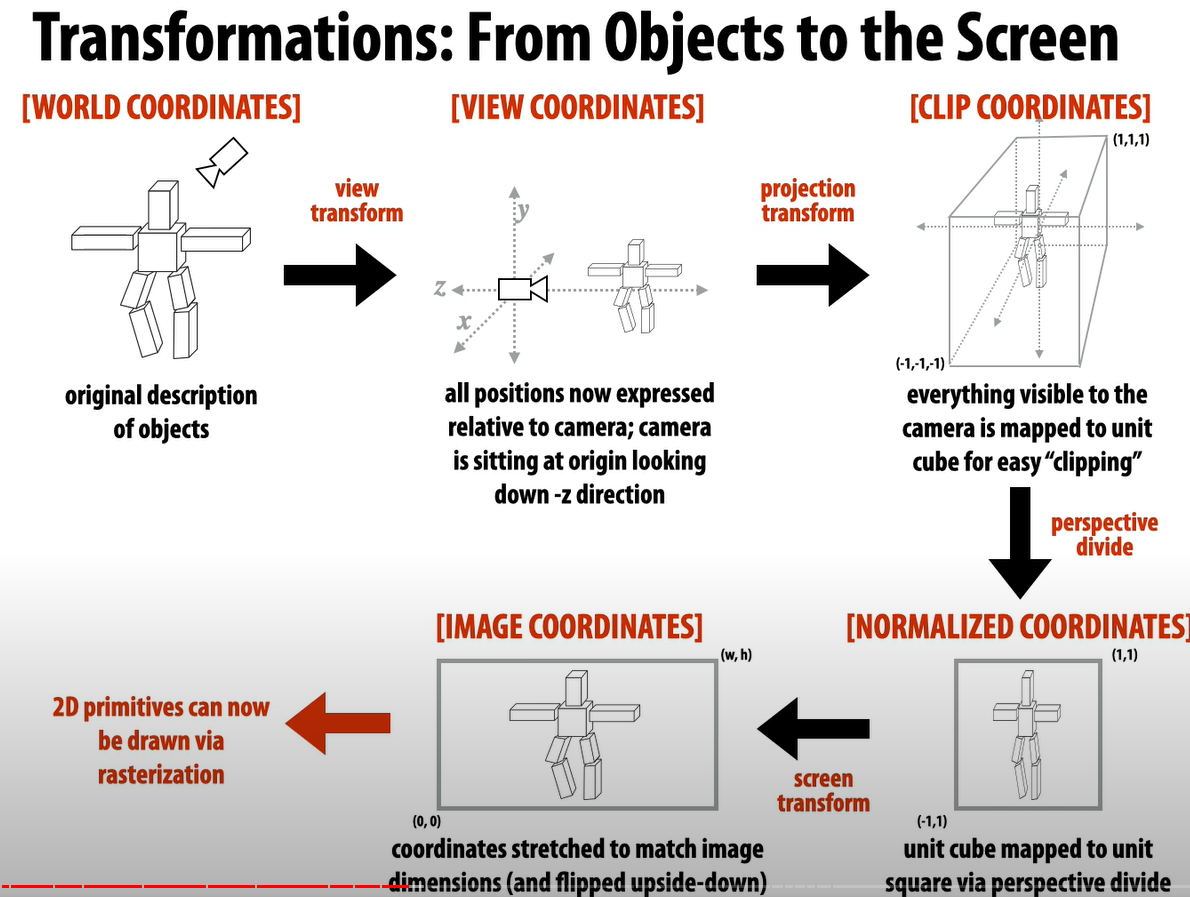 Transformations: From Objects to the Screen
[WORLD COORDINATES]
original description
of objects
view
transform
[VIEW COORDINATES]
y
z
x
all positions now expressed
relative to camera; camera
is sitting at origin looking
down -z direction
projection
transform
[CLIP COORDINATES]
(1,1,1)
(-1,-1,-1)
everything visible to the
camera is mapped to unit
cube for easy “clipping”
perspective
divide
[NORMALIZED COORDINATES]
(1,1)
(-1,1)
unit cube mapped to unit
square via perspective divide
screen
transform
[IMAGE COORDINATES]
(w, h)
(0, 0)
coordinates stretched to match image
dimensions (and flipped upside-down)
2D primitives can now
be drawn via
rasterization